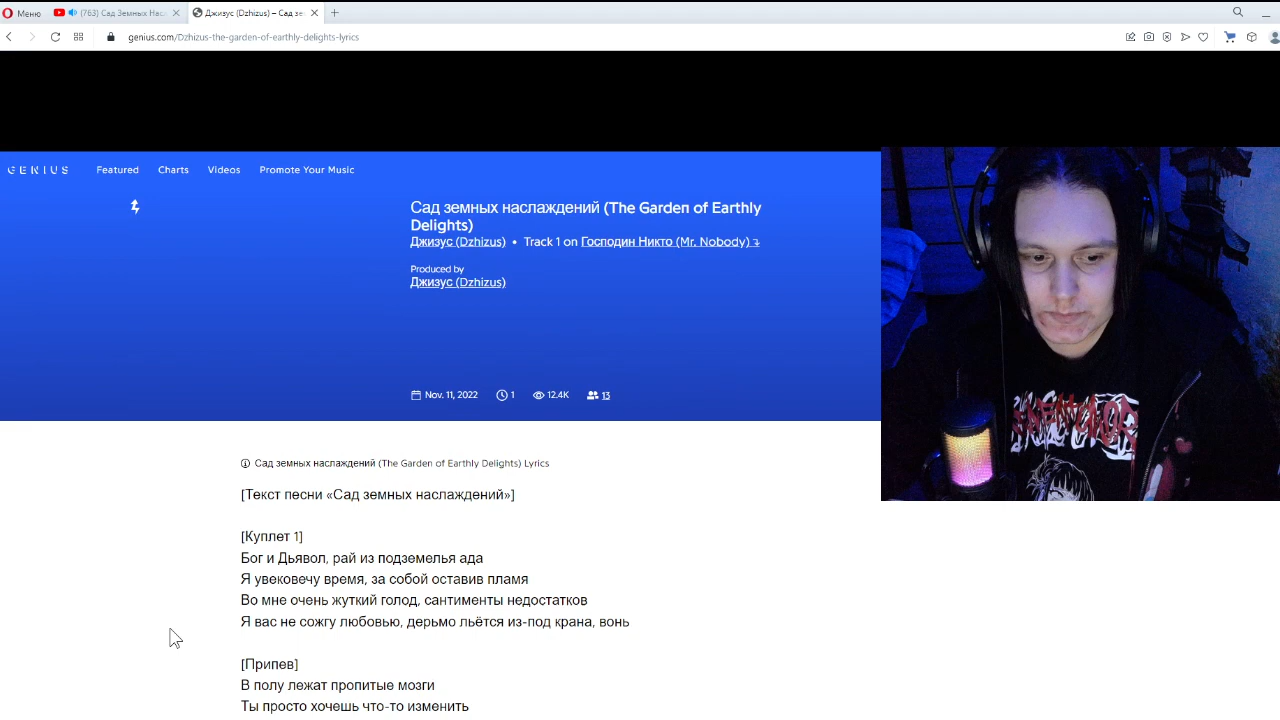 Меню
(763) Сад Земных Нас
Джизус (Dzhizus) – Сад зе
genius.com/Dzhizus-the-garden-of-earthly-delights-lyrics
GENIUS
Featured
Charts
Videos
Promote Your Music
Сад земных наслаждений (The Garden of Earthly
Delights)
Джизус (Dzhizus) • Track 1 on Господин Никто (Mr. Nobody)
Produced by
Джизус (Dzhizus)
Nov. 11, 2022
1
12.4K
13
Сад земных наслаждений (The Garden of Earthly Delights) Lyrics
[Текст песни «Сад земных наслаждений»]
[Куплет 1]
Бог и Дьявол, рай из подземелья ада
Я увековечу время, за собой оставив пламя
Во мне очень жуткий голод, сантименты недостатков
Я вас не сожгу любовью, дерьмо льётся из-под крана, вонь
[Припев]
В полу лежат пропитые мозги
Ты просто хочешь что-то изменить